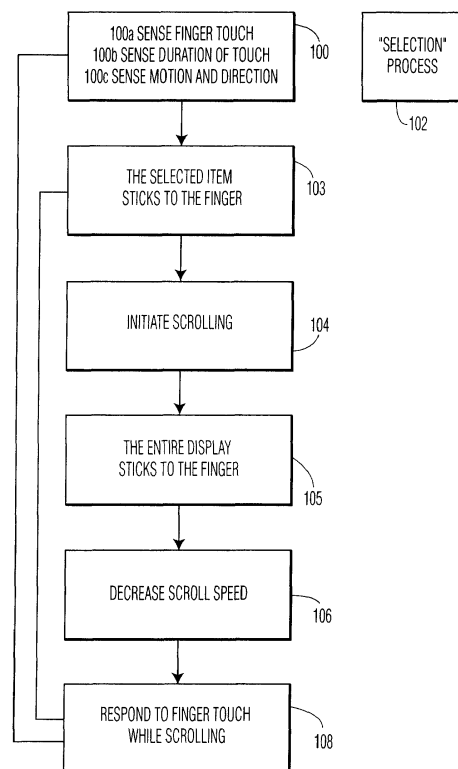 100a SENSE FINGER TOUCH
100b SENSE DURATION OF TOUCH
100c SENSE MOTION AND DIRECTION
100
"SELECTION"
PROCESS
102
THE SELECTED ITEM
STICKS TO THE FINGER
103
INITIATE SCROLLING
104
THE ENTIRE DISPLAY
STICKS TO THE FINGER
105
DECREASE SCROLL SPEED
106
RESPOND TO FINGER TOUCH
WHILE SCROLLING
108